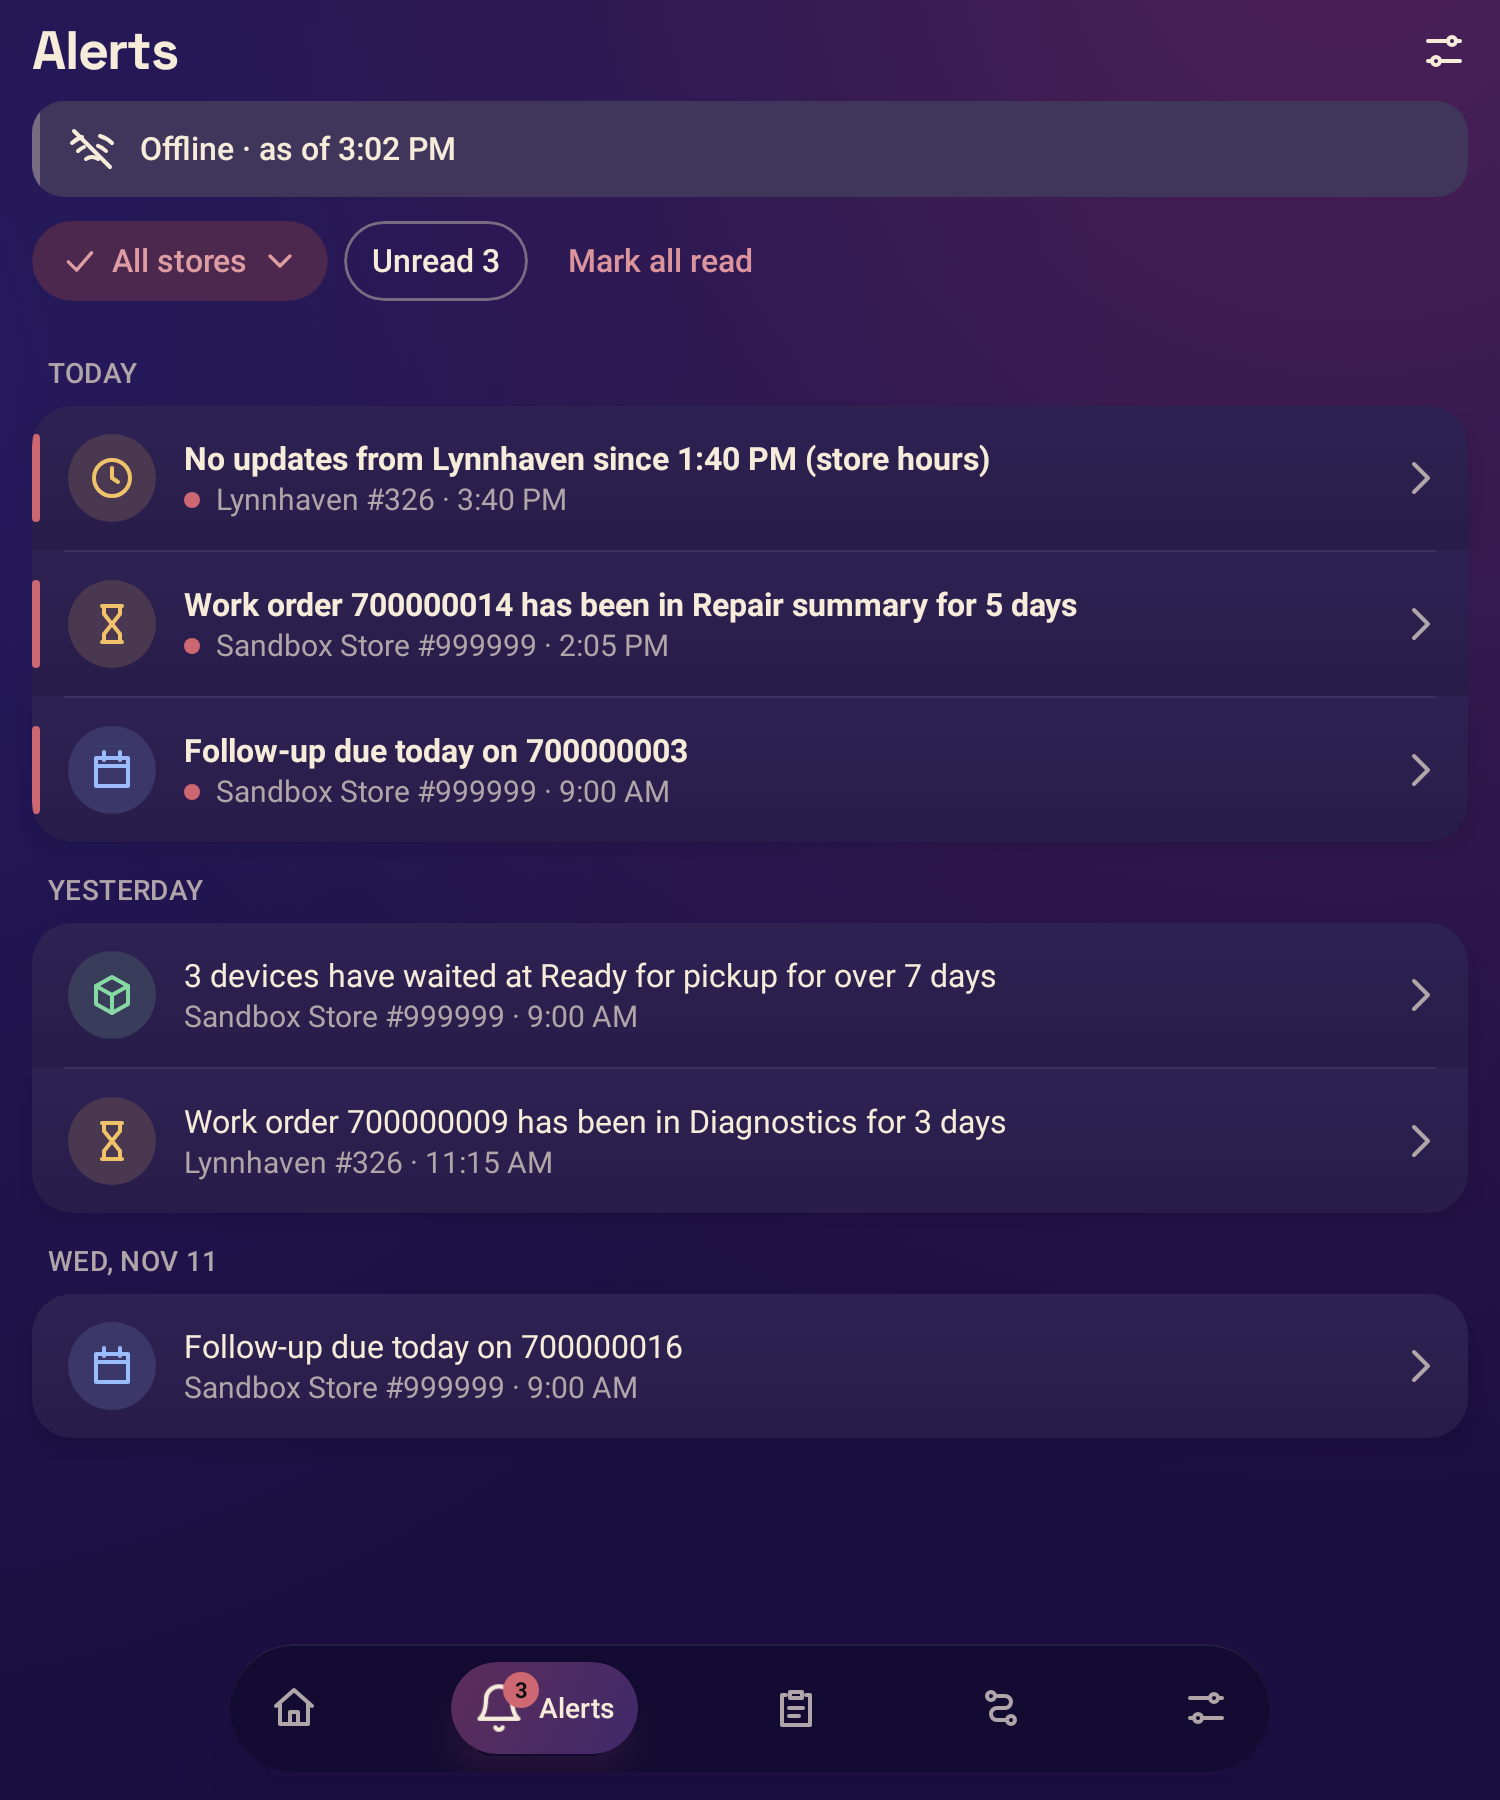 Alerts
Offline · as of 3:02 PM
All stores
Unread 3
Mark all read
TODAY
No updates from Lynnhaven since 1:40 PM (store hours)
Lynnhaven #326 · 3:40 PM
Work order 700000014 has been in Repair summary for 5 days
Sandbox Store #999999 · 2:05 PM
Follow-up due today on 700000003
Sandbox Store #999999 · 9:00 AM
YESTERDAY
3 devices have waited at Ready for pickup for over 7 days
Sandbox Store #999999 · 9:00 AM
Work order 700000009 has been in Diagnostics for 3 days
Lynnhaven #326 · 11:15 AM
WED, NOV 11
Follow-up due today on 700000016
Sandbox Store #999999 · 9:00 AM
3
Alerts